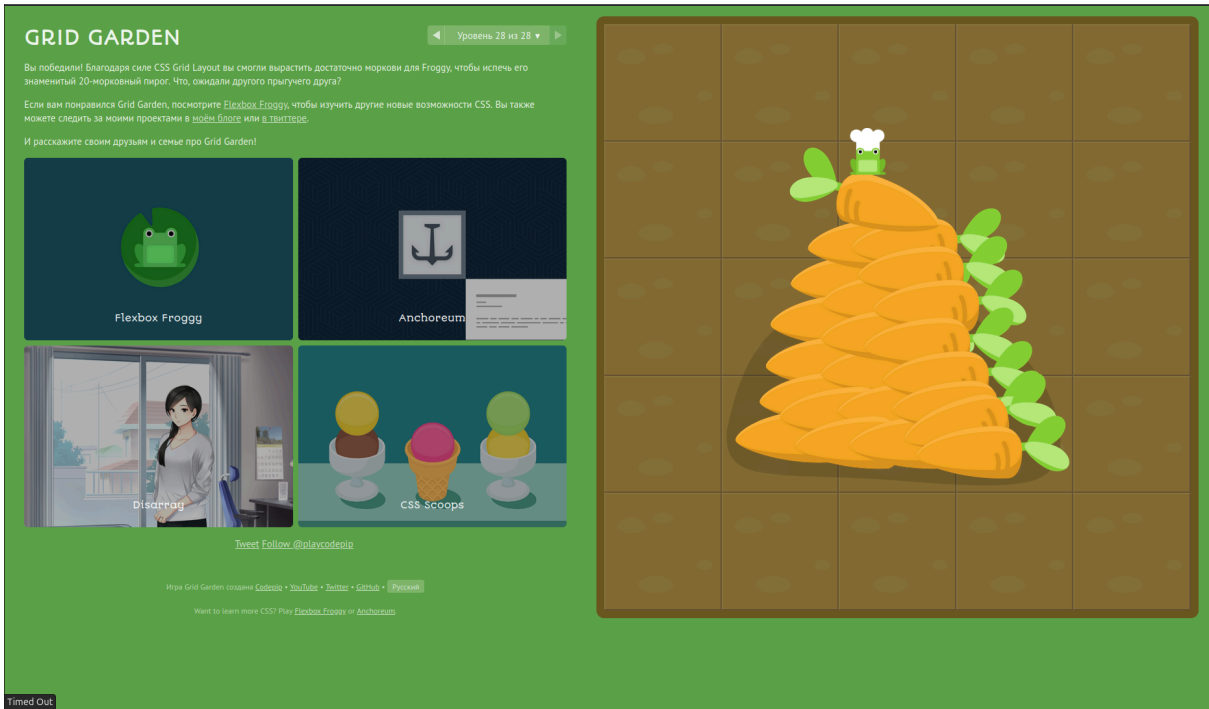 GRID GARDEN
◀ Уровень 28 из 28 ▾ ▶
Вы победили! Благодаря силе CSS Grid Layout вы смогли вырастить достаточно моркови для Froggy, чтобы испечь его
знаменитый 20-морковный пирог. Что, ожидали другого прыгучего друга?
Если вам понравился Grid Garden, посмотрите Flexbox Froggy, чтобы изучить другие новые возможности CSS. Вы также
можете следить за моими проектами в моём блоге или в твиттере.
И расскажите своим друзьям и семье про Grid Garden!
Flexbox Froggy
Anchoreum
Disarray
CSS Scoops
Tweet Follow @playcodepip
Игра Grid Garden создана Codepip • YouTube • Twitter • GitHub • Русский
Want to learn more CSS? Play Flexbox Froggy or Anchoreum.
Timed Out